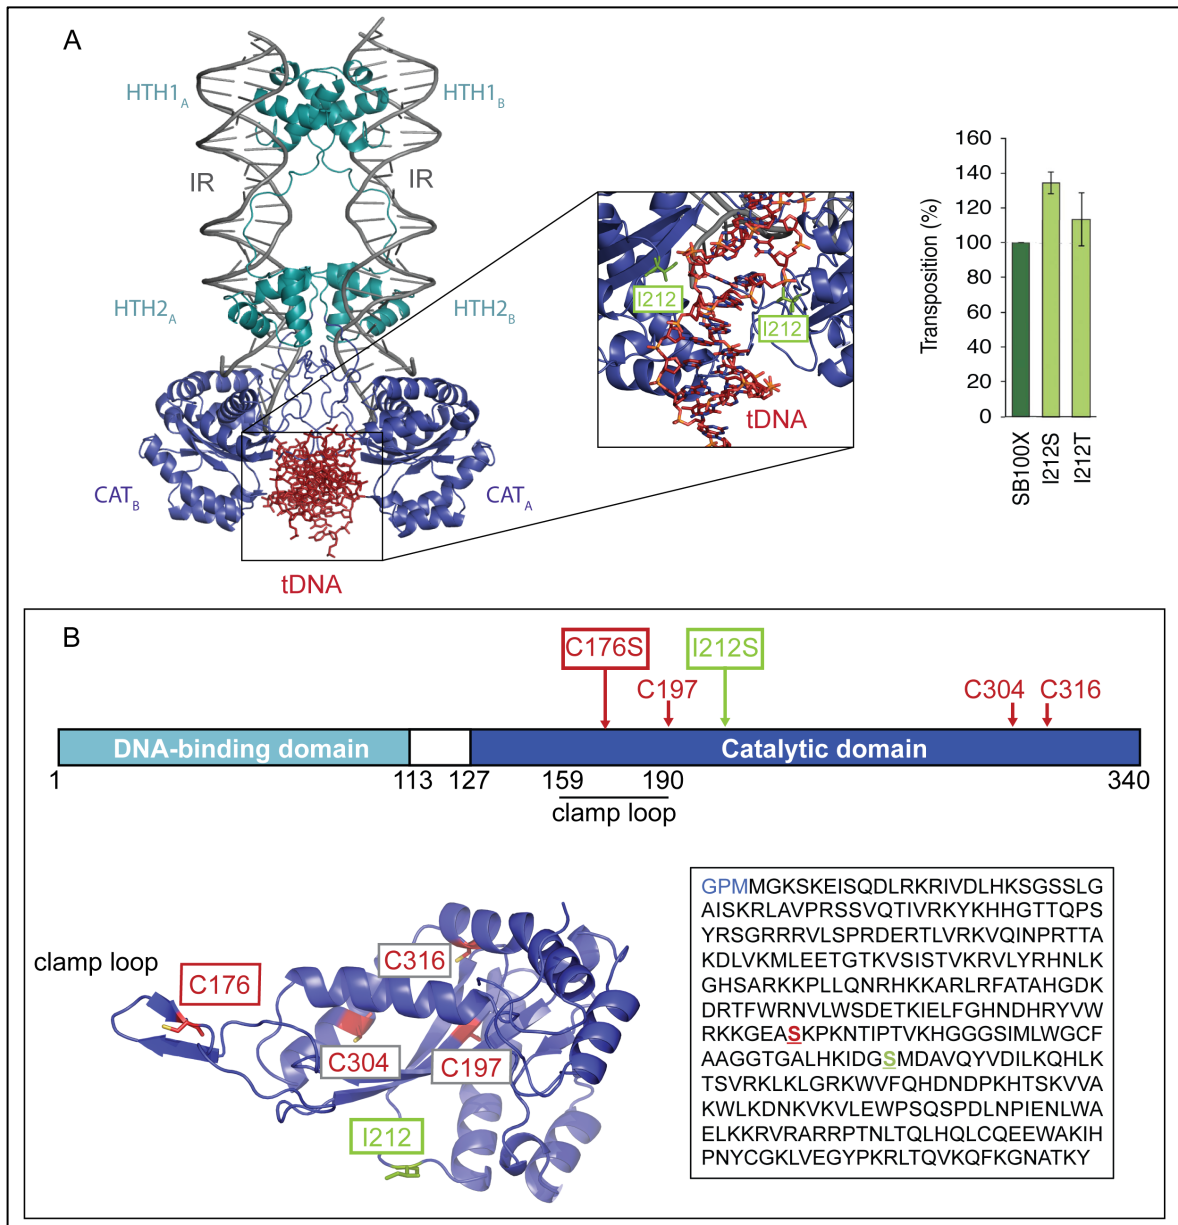 A
HTH1A
HTH1B
IR
IR
HTH2A
HTH2B
CATB
CATA
tDNA
I212
I212
tDNA
Transposition (%)
160
140
120
100
80
60
40
20
0
SB100X
I212S
I212T
B
C176S
I212S
C197
C304
C316
DNA-binding domain
Catalytic domain
1
113
127
159
190
340
clamp loop
clamp loop
C176
C316
C304
C197
I212
GPMMGKSKEISQDLRKRIVDLHKSGSSLG
AISKRLAVPRSSVQTIVRKYKHHGTTQPS
YRSGRRRVLSPRDERTLVRKVQINPRTTA
KDLVKMLEETGTKVSISTVKRVLYRHNLK
GHSARKKPLLQNRHKKARLRFATAHGDK
DRTFWRNVLWSDETKIELFGHNDHRYVW
RKKGEASKPKNTIPTVKHGGGSIMLWGCF
AAGGTGALHKIDGSMDAVQYVDILKQHLK
TSVRKLKLGRKWVFQHDNDPKHTSKVVA
KWLKDNKVKVLEWPSQSPDLNPIENLWA
ELKKRVRARRPTNLTQLHQLCQEEWAKIH
PNYCGKLVEGYPKRLTQVKQFKGNATKY